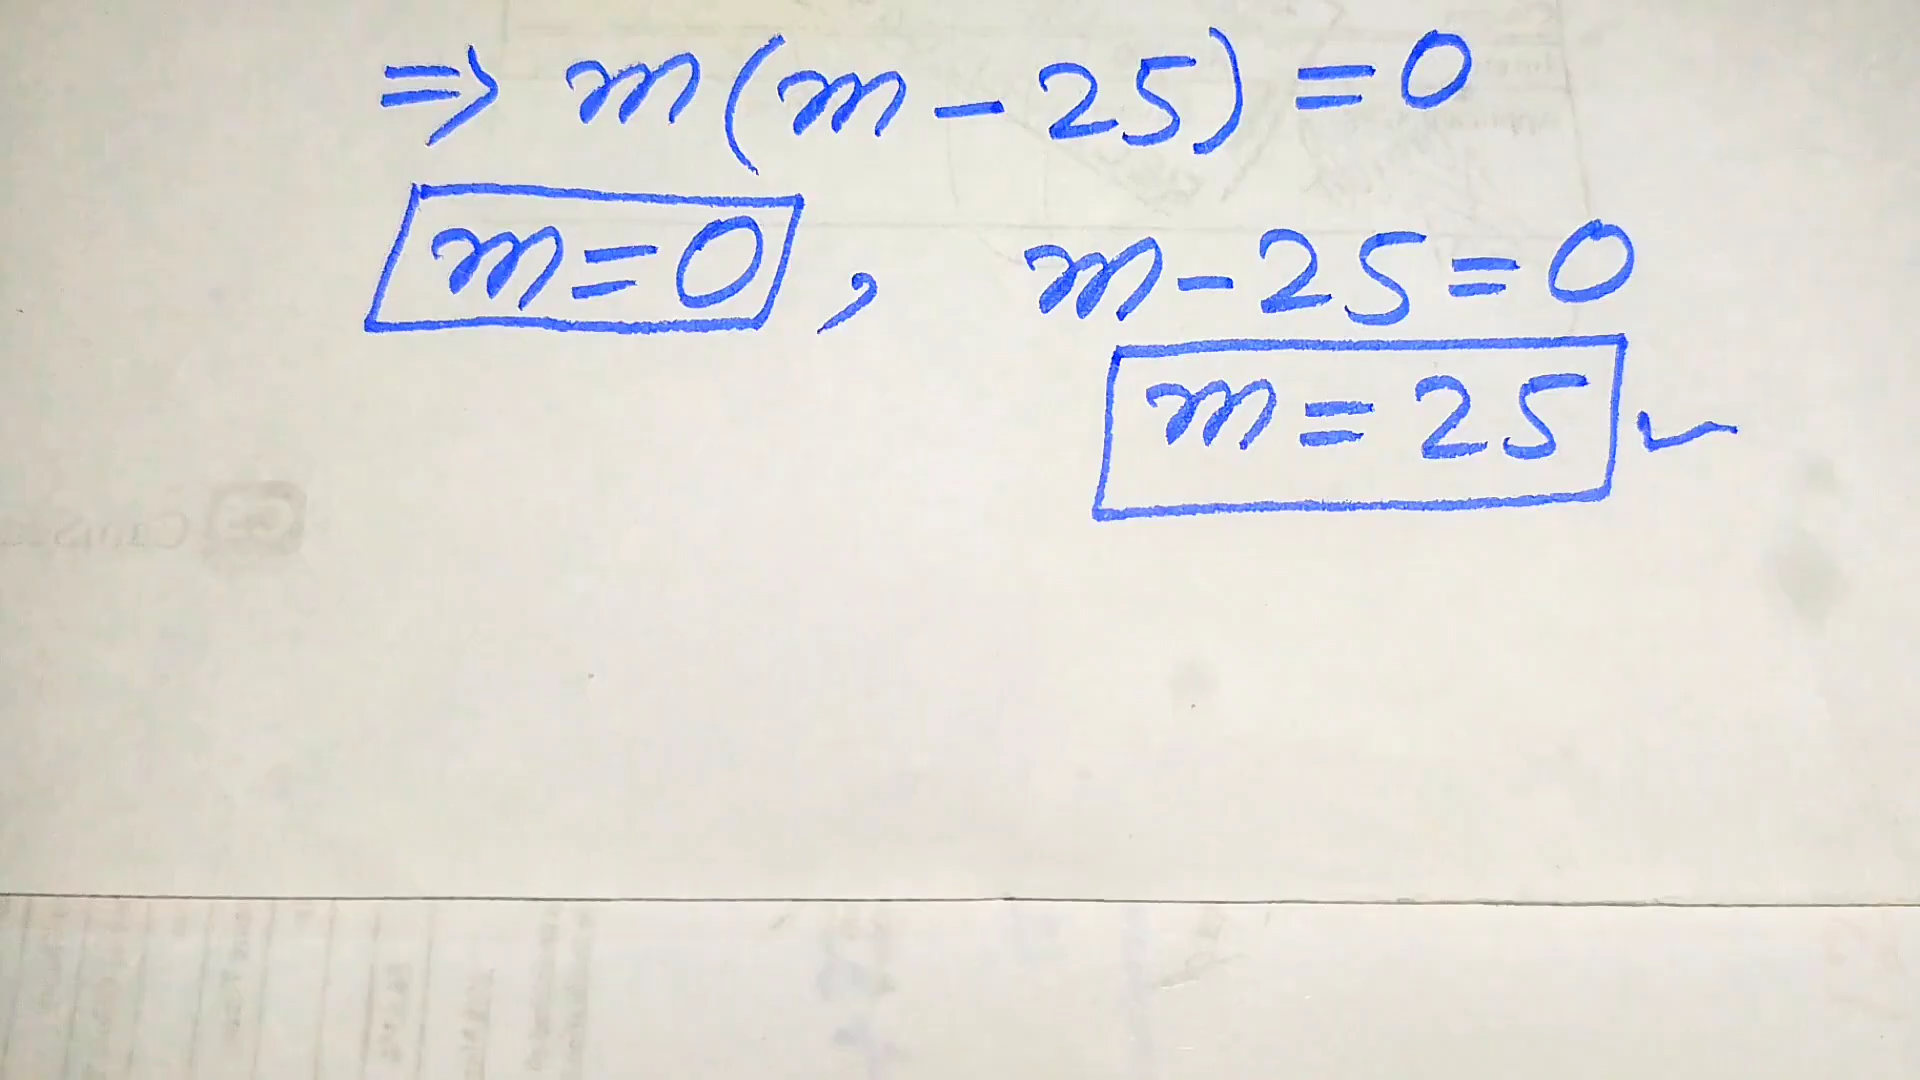 => m(m-25)=0
m=0, m-25=0
m=25 ✓